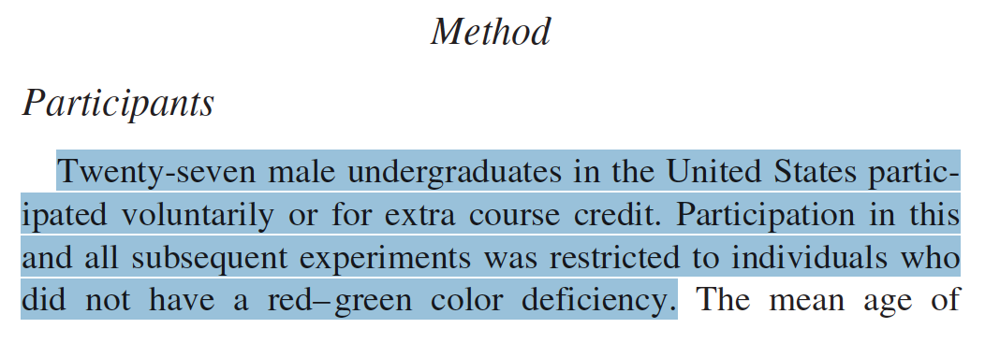 Method
Participants
Twenty-seven male undergraduates in the United States partic-
ipated voluntarily or for extra course credit. Participation in this
and all subsequent experiments was restricted to individuals who
did not have a red–green color deficiency. The mean age of